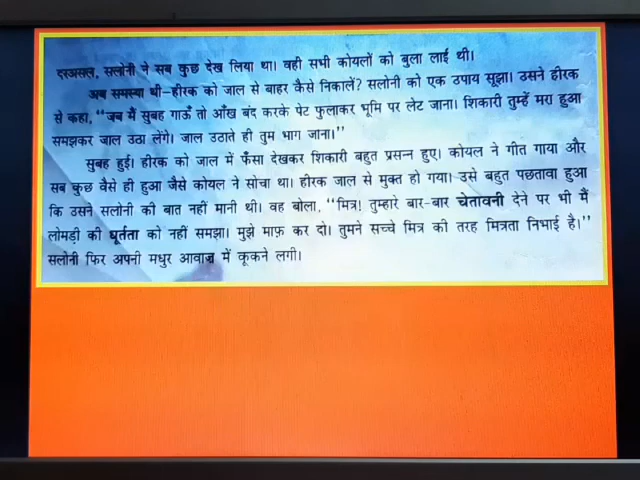 दरअसल, सलोनी ने सब कुछ देख लिया था। वही सभी कोयलों को बुला लाई थी।
अब समस्या थी–हीरक को जाल से बाहर कैसे निकालें? सलोनी को एक उपाय सूझा। उसने हीरक
से कहा, “जब मैं सुबह गाऊँ तो आँख बंद करके पेट फुलाकर भूमि पर लेट जाना। शिकारी तुम्हें मरा हुआ
समझकर जाल उठा लेंगे। जाल उठाते ही तुम भाग जाना।”
सुबह हुई। हीरक को जाल में फँसा देखकर शिकारी बहुत प्रसन्न हुए। कोयल ने गीत गाया और
सब कुछ वैसे ही हुआ जैसे कोयल ने सोचा था। हीरक जाल से मुक्त हो गया। उसे बहुत पछतावा हुआ
कि उसने सलोनी की बात नहीं मानी थी। वह बोला, “मित्र! तुम्हारे बार-बार चेतावनी देने पर भी मैं
लोमड़ी की धूर्तता को नहीं समझा। मुझे माफ़ कर दो। तुमने सच्चे मित्र की तरह मित्रता निभाई है।”
सलोनी फिर अपनी मधुर आवाज़ में कूकने लगी।